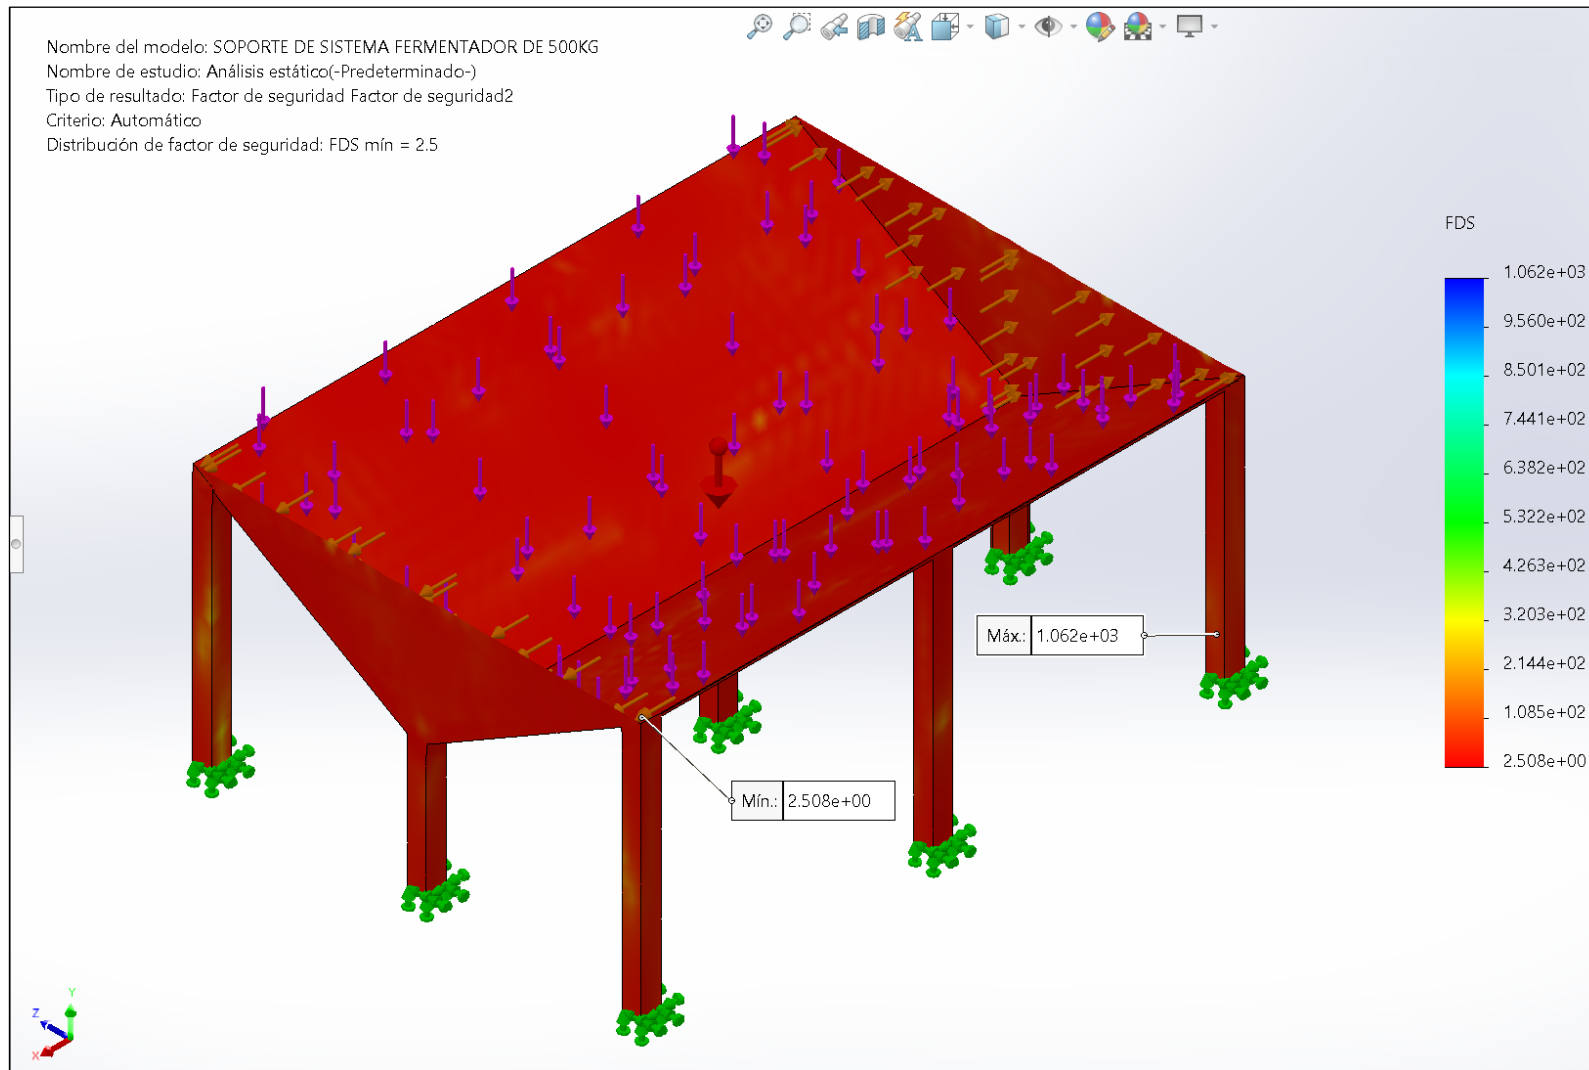 Nombre del modelo: SOPORTE DE SISTEMA FERMENTADOR DE 500KG
Nombre de estudio: Análisis estático(-Predeterminado-)
Tipo de resultado: Factor de seguridad Factor de seguridad2
Criterio: Automático
Distribución de factor de seguridad: FDS mín = 2.5
FDS
1.062e+03
9.560e+02
8.501e+02
7.441e+02
6.382e+02
5.322e+02
4.263e+02
3.203e+02
2.144e+02
1.085e+02
2.508e+00
Máx.: 1.062e+03
Mín.: 2.508e+00
Y
Z
X